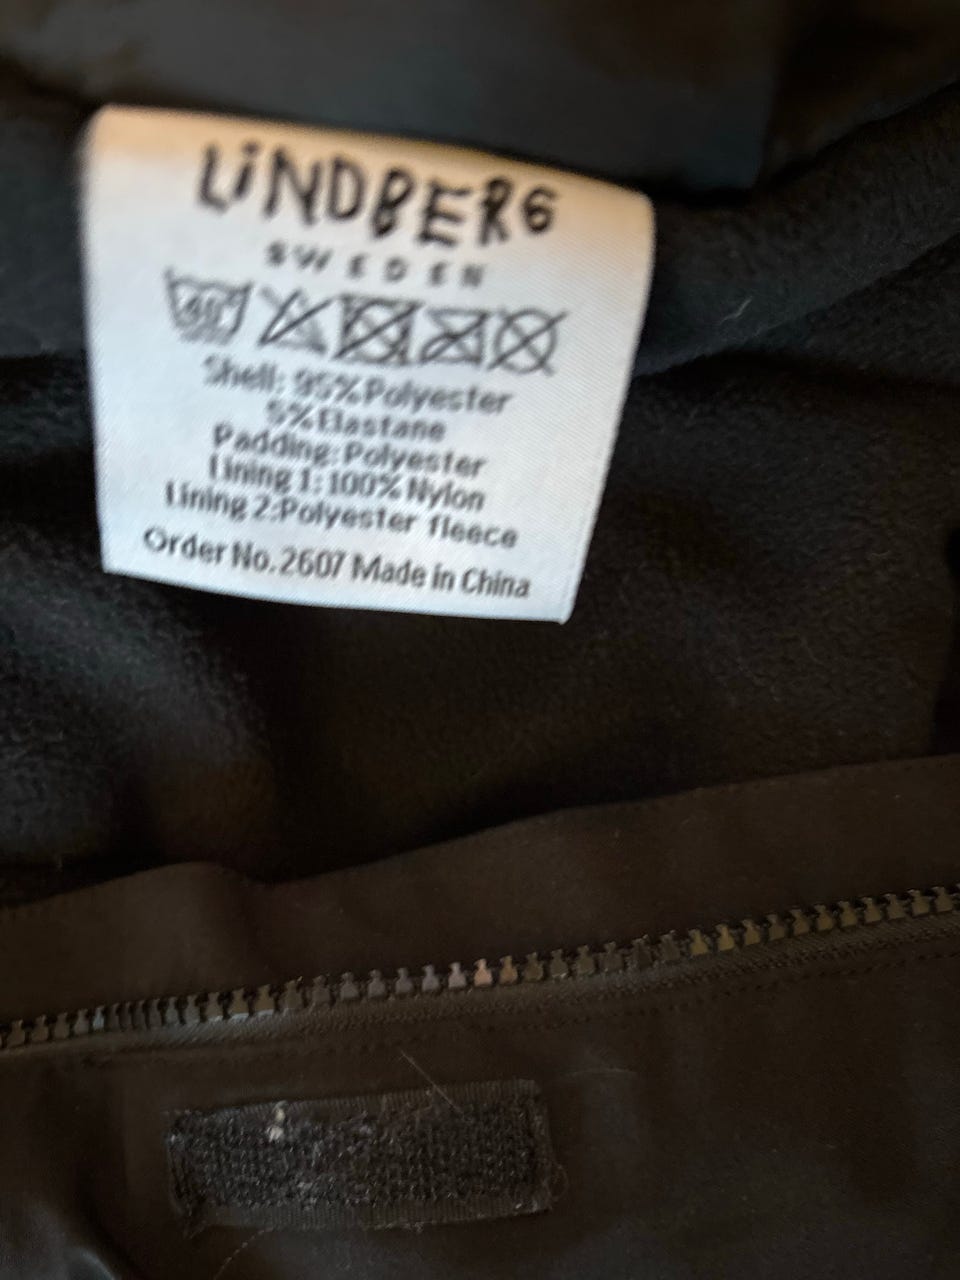 LiNDBERG
SWEDEN
40
Shell: 95% Polyester
5% Elastane
Padding: Polyester
Lining 1: 100% Nylon
Lining 2:Polyester fleece
Order No. 2607 Made in China